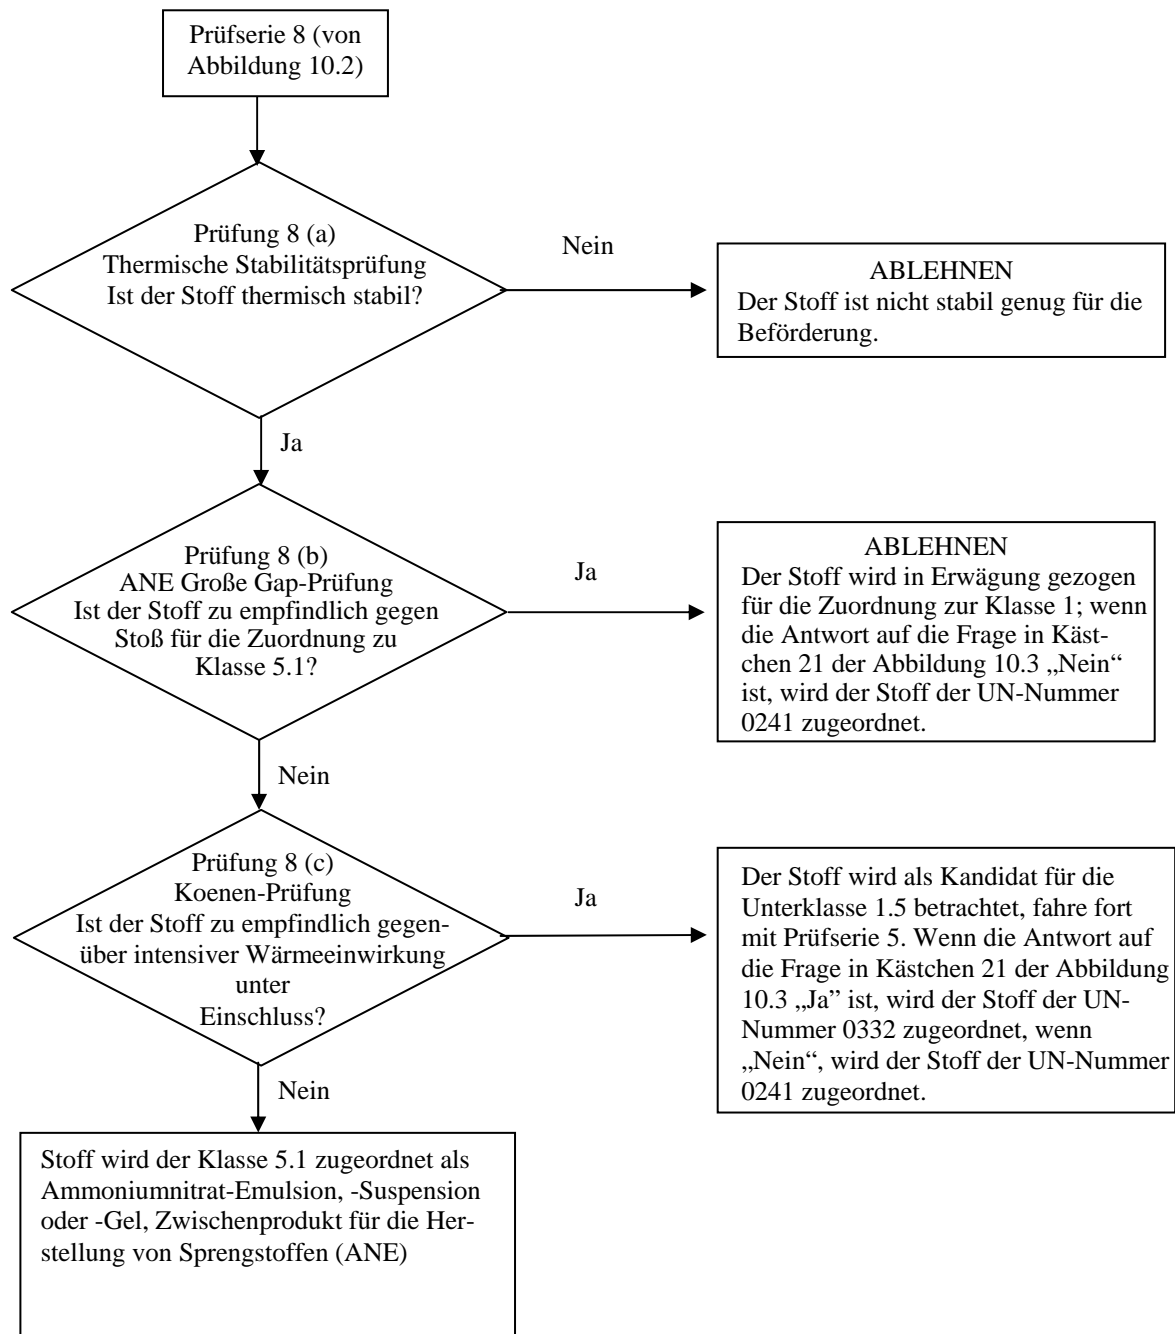 Prüfserie 8 (von
Abbildung 10.2)
Prüfung 8 (a)
Thermische Stabilitätsprüfung
Ist der Stoff thermisch stabil?
Nein
ABLEHNEN
Der Stoff ist nicht stabil genug für die
Beförderung.
Ja
Prüfung 8 (b)
ANE Große Gap-Prüfung
Ist der Stoff zu empfindlich gegen
Stoß für die Zuordnung zu
Klasse 5.1?
Ja
ABLEHNEN
Der Stoff wird in Erwägung gezogen
für die Zuordnung zur Klasse 1; wenn
die Antwort auf die Frage in Käst-
chen 21 der Abbildung 10.3 „Nein“
ist, wird der Stoff der UN-Nummer
0241 zugeordnet.
Nein
Prüfung 8 (c)
Koenen-Prüfung
Ist der Stoff zu empfindlich gegen-
über intensiver Wärmeeinwirkung
unter
Einschluss?
Ja
Der Stoff wird als Kandidat für die
Unterklasse 1.5 betrachtet, fahre fort
mit Prüfserie 5. Wenn die Antwort auf
die Frage in Kästchen 21 der Abbildung
10.3 „Ja” ist, wird der Stoff der UN-
Nummer 0332 zugeordnet, wenn
„Nein“, wird der Stoff der UN-Nummer
0241 zugeordnet.
Nein
Stoff wird der Klasse 5.1 zugeordnet als
Ammoniumnitrat-Emulsion, -Suspension
oder -Gel, Zwischenprodukt für die Her-
stellung von Sprengstoffen (ANE)